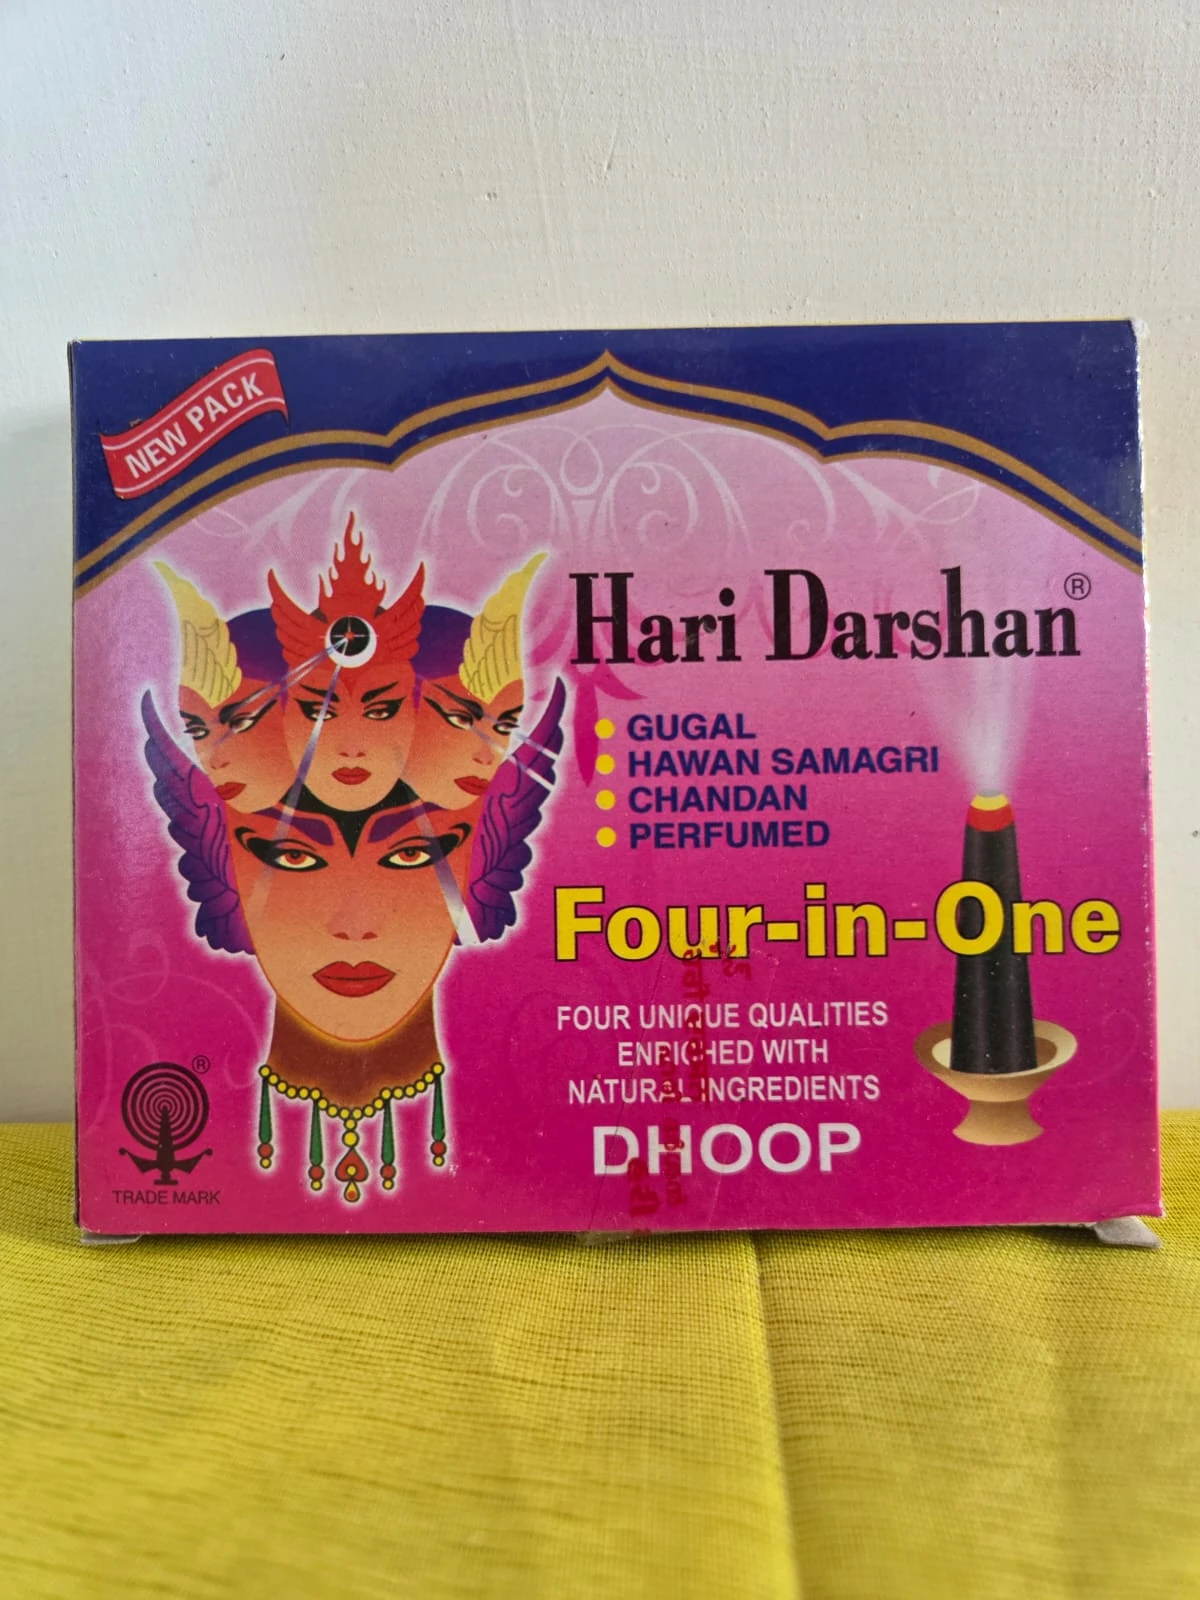 NEW PACK
Hari Darshan®
GUGAL
HAWAN SAMAGRI
CHANDAN
PERFUMED
Four-in-One
FOUR UNIQUE QUALITIES
ENRICHED WITH
NATURAL INGREDIENTS
DHOOP
®
TRADE MARK